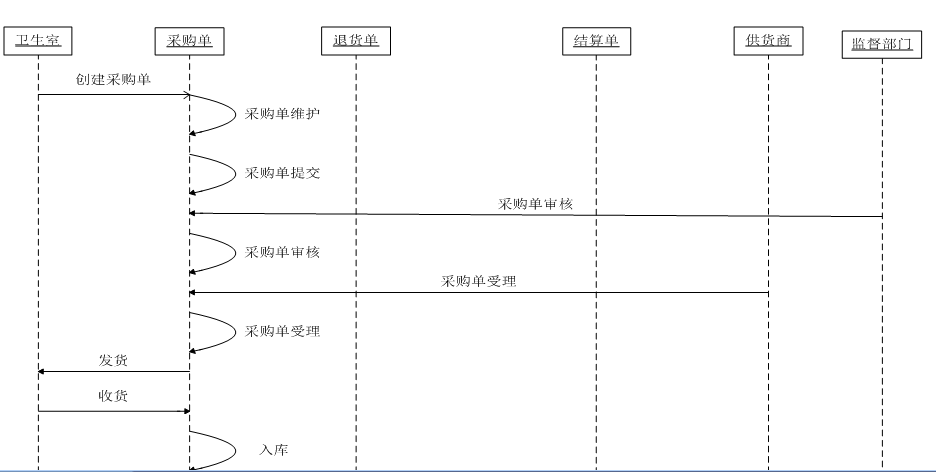 卫生室
采购单
退货单
结算单
供货商
监督部门
创建采购单
采购单维护
采购单提交
采购单审核
采购单审核
采购单受理
采购单受理
发货
收货
入库